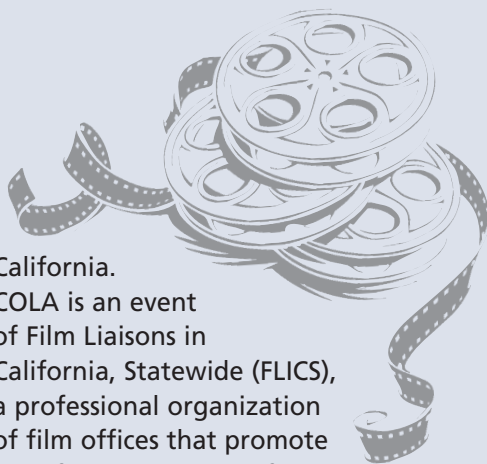 California.
COLA is an event
of Film Liaisons in
California, Statewide (FLICS),
a professional organization
of film offices that promote